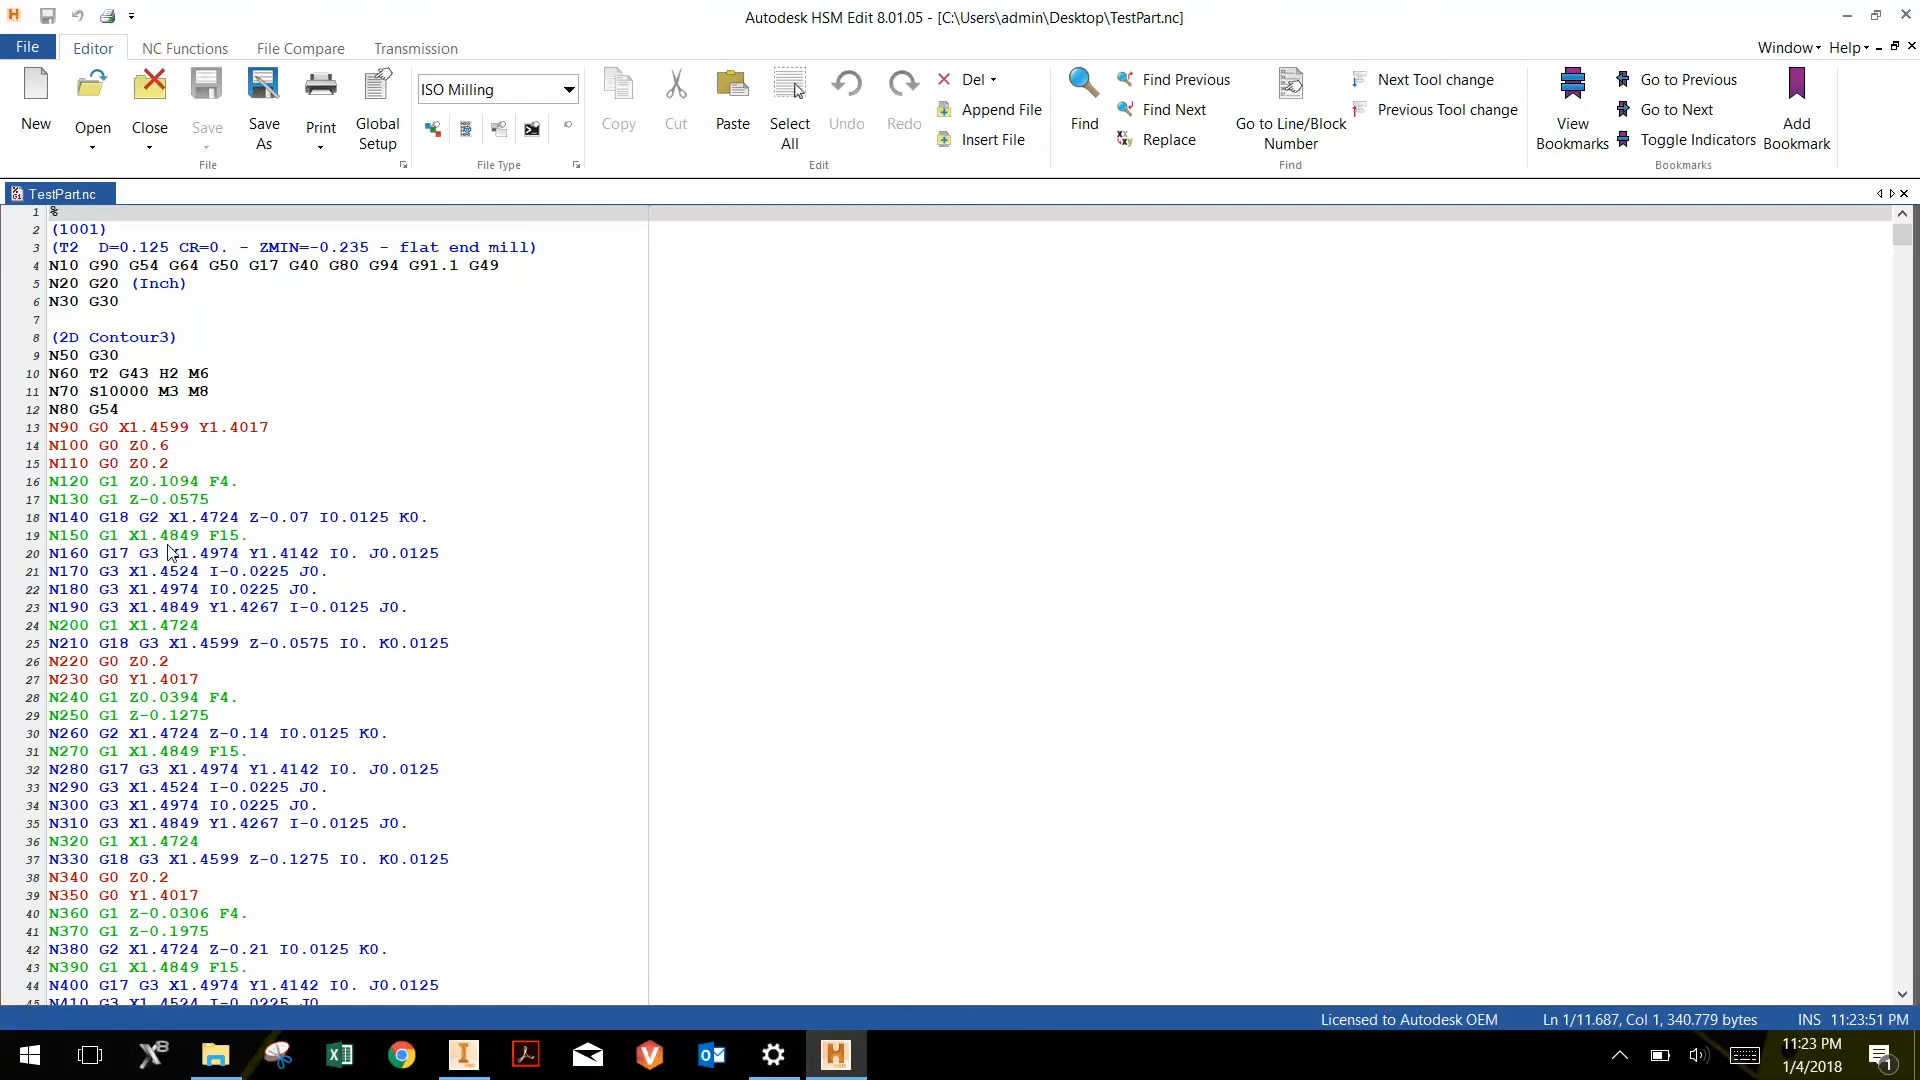 Autodesk HSM Edit 8.01.05 - [C:\Users\admin\Desktop\TestPart.nc]
File Editor NC Functions File Compare Transmission Window Help
New Open Close Save Save As Print Global Setup
File
ISO Milling
File Type
Copy Cut Paste Select All Undo Redo
Del
Append File
Insert File
Edit
Find
Find Previous
Find Next
Replace
Go to Line/Block Number
Next Tool change
Previous Tool change
Find
View Bookmarks
Go to Previous
Go to Next
Toggle Indicators
Add Bookmark
Bookmarks
TestPart.nc
1 %
2 (1001)
3 (T2  D=0.125 CR=0. - ZMIN=-0.235 - flat end mill)
4 N10 G90 G54 G64 G50 G17 G40 G80 G94 G91.1 G49
5 N20 G20 (Inch)
6 N30 G30
7
8 (2D Contour3)
9 N50 G30
10 N60 T2 G43 H2 M6
11 N70 S10000 M3 M8
12 N80 G54
13 N90 G0 X1.4599 Y1.4017
14 N100 G0 Z0.6
15 N110 G0 Z0.2
16 N120 G1 Z0.1094 F4.
17 N130 G1 Z-0.0575
18 N140 G18 G2 X1.4724 Z-0.07 I0.0125 K0.
19 N150 G1 X1.4849 F15.
20 N160 G17 G3 X1.4974 Y1.4142 I0. J0.0125
21 N170 G3 X1.4524 I-0.0225 J0.
22 N180 G3 X1.4974 I0.0225 J0.
23 N190 G3 X1.4849 Y1.4267 I-0.0125 J0.
24 N200 G1 X1.4724
25 N210 G18 G3 X1.4599 Z-0.0575 I0. K0.0125
26 N220 G0 Z0.2
27 N230 G0 Y1.4017
28 N240 G1 Z0.0394 F4.
29 N250 G1 Z-0.1275
30 N260 G2 X1.4724 Z-0.14 I0.0125 K0.
31 N270 G1 X1.4849 F15.
32 N280 G17 G3 X1.4974 Y1.4142 I0. J0.0125
33 N290 G3 X1.4524 I-0.0225 J0.
34 N300 G3 X1.4974 I0.0225 J0.
35 N310 G3 X1.4849 Y1.4267 I-0.0125 J0.
36 N320 G1 X1.4724
37 N330 G18 G3 X1.4599 Z-0.1275 I0. K0.0125
38 N340 G0 Z0.2
39 N350 G0 Y1.4017
40 N360 G1 Z-0.0306 F4.
41 N370 G1 Z-0.1975
42 N380 G2 X1.4724 Z-0.21 I0.0125 K0.
43 N390 G1 X1.4849 F15.
44 N400 G17 G3 X1.4974 Y1.4142 I0. J0.0125
45 N410 G3 X1.4524 I-0.0225 J0.
Licensed to Autodesk OEM Ln 1/11.687, Col 1, 340.779 bytes INS 11:23:51 PM
11:23 PM
1/4/2018
1